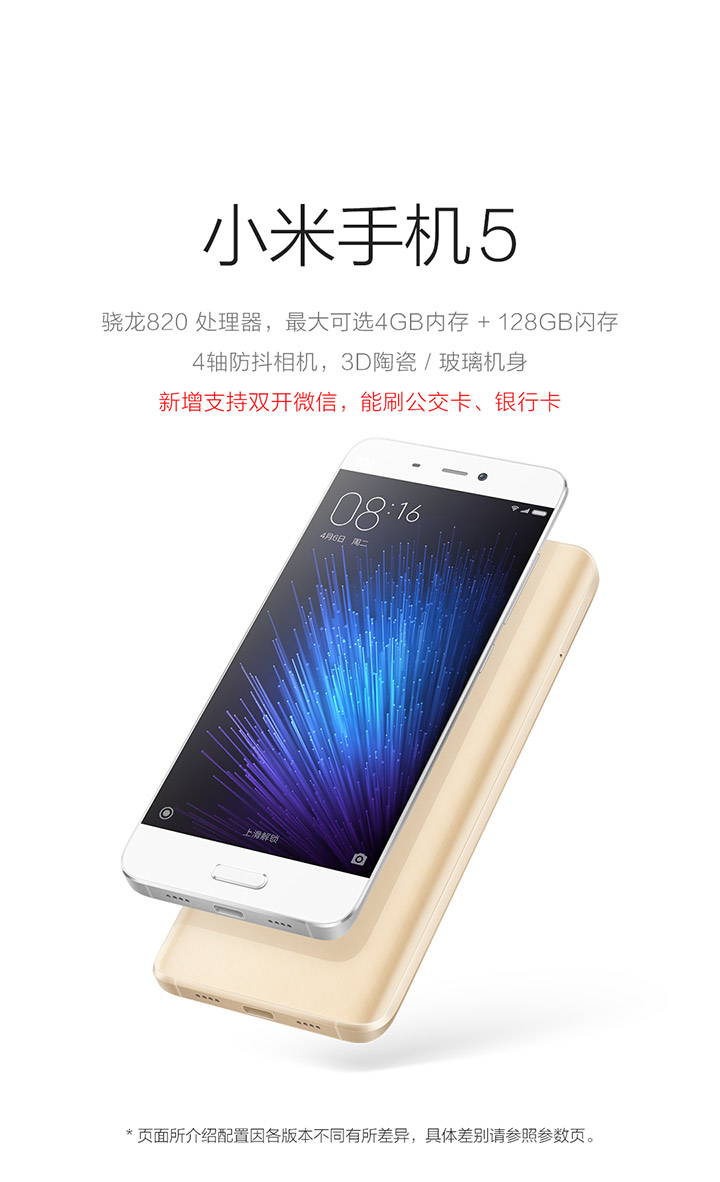 小米手机5
骁龙820 处理器，最大可选4GB内存 + 128GB闪存
4轴防抖相机，3D陶瓷 / 玻璃机身
新增支持双开微信，能刷公交卡、银行卡
08:16
4月6日 周二
上滑解锁
* 页面所介绍配置因各版本不同有所差异，具体差别请参照参数页。